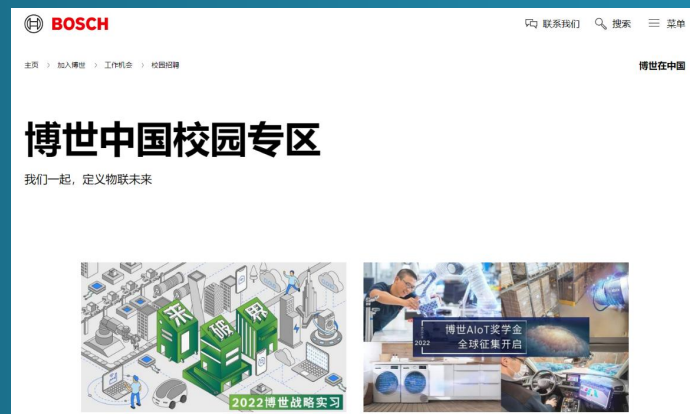 BOSCH
联系我们
搜索
菜单
主页 > 加入博世 > 工作机会 > 校园招聘
博世在中国
博世中国校园专区
我们一起，定义物联未来
来破界
2022博世战略实习
博世AIoT奖学金
2022 全球征集开启